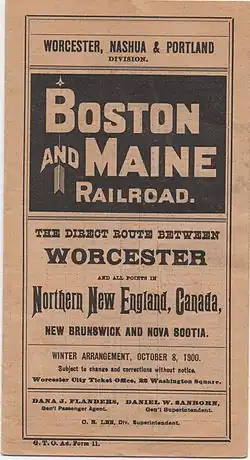 WORCESTER, NASHUA & PORTLAND
DIVISION.
BOSTON
AND MAINE
RAILROAD.
THE DIRECT ROUTE BETWEEN
WORCESTER
AND ALL POINTS IN
Northern New England, Canada,
NEW BRUNSWICK AND NOVA SCOTIA.
WINTER ARRANGEMENT, OCTOBER 8, 1900.
Subject to change and corrections without notice.
Worcester City Ticket Office, 22 Washington Square.
DANA J. FLANDERS, DANIEL W. SANBORN,
Gen'l Passenger Agent. Gen'l Superintendent.
C. B. LEE, Div. Superintendent.
G. T. O. Ad. Form 11.